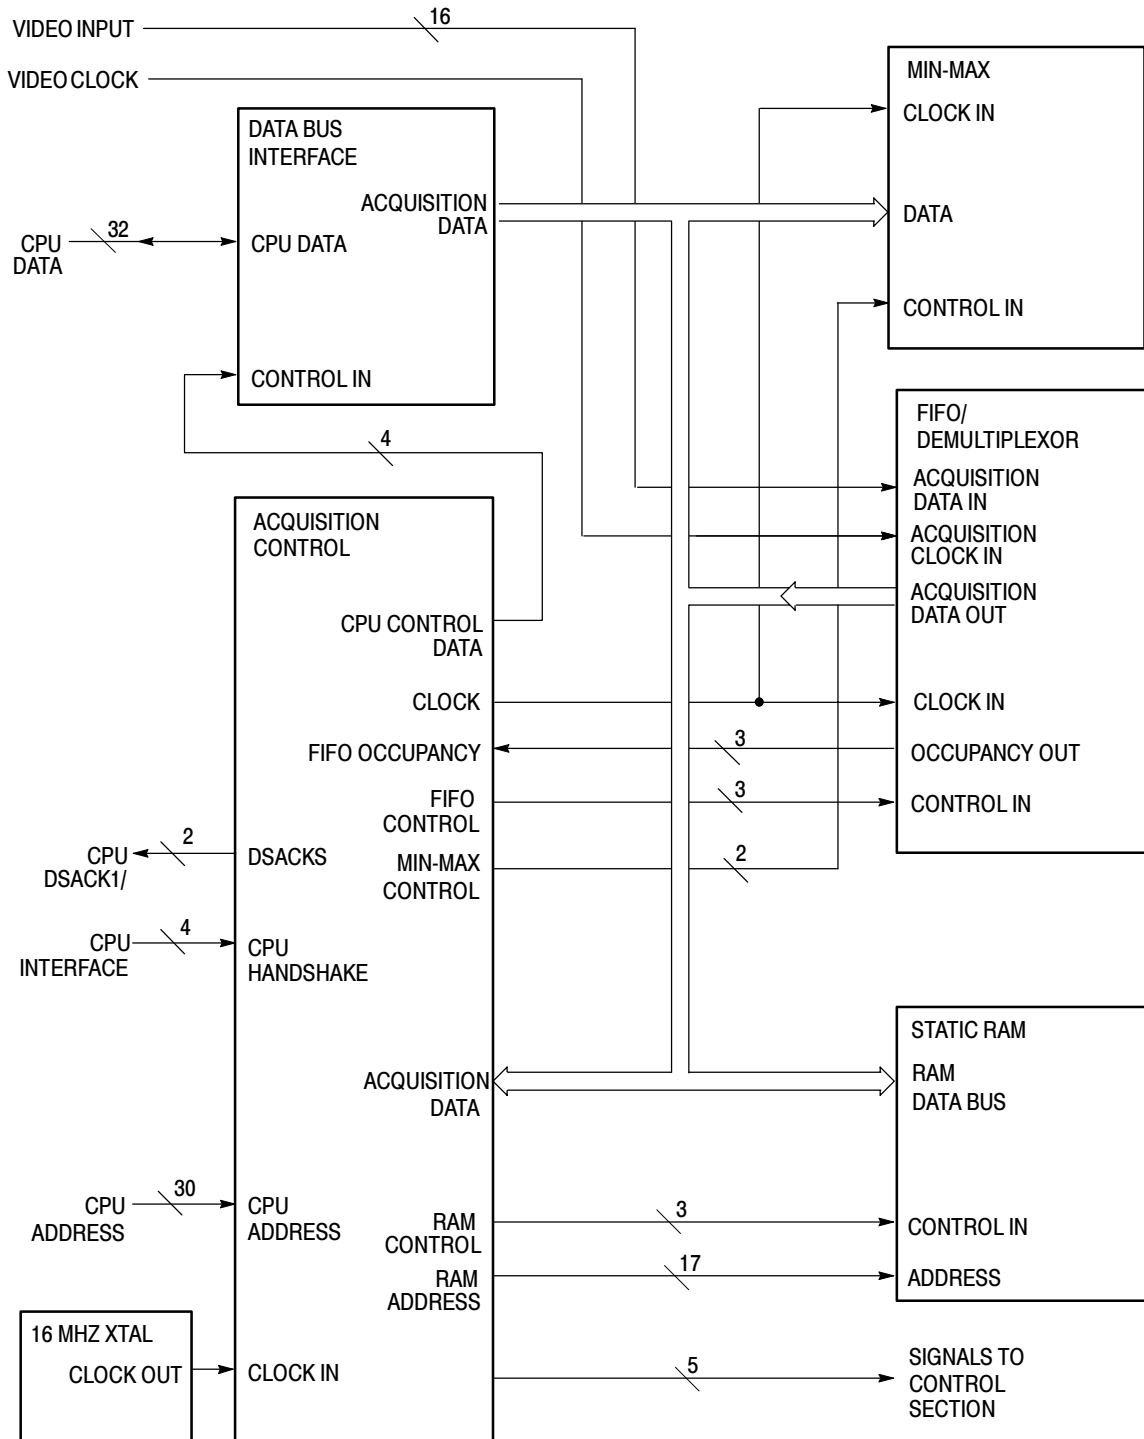 VIDEO INPUT
16
VIDEO CLOCK
MIN-MAX
CLOCK IN
DATA
CONTROL IN
DATA BUS
INTERFACE
ACQUISITION
DATA
32
CPU
DATA
CPU DATA
CONTROL IN
4
FIFO/
DEMULTIPLEXOR
ACQUISITION
DATA IN
ACQUISITION
CLOCK IN
ACQUISITION
DATA OUT
CLOCK IN
OCCUPANCY OUT
CONTROL IN
ACQUISITION
CONTROL
CPU CONTROL
DATA
CLOCK
FIFO OCCUPANCY
3
FIFO
CONTROL
3
MIN-MAX
CONTROL
2
CPU
DSACK1/
2
DSACKS
CPU
INTERFACE
4
CPU
HANDSHAKE
ACQUISITION
DATA
STATIC RAM
RAM
DATA BUS
CONTROL IN
ADDRESS
CPU
ADDRESS
30
CPU
ADDRESS
RAM
CONTROL
3
RAM
ADDRESS
17
16 MHZ XTAL
CLOCK OUT
CLOCK IN
5
SIGNALS TO
CONTROL
SECTION